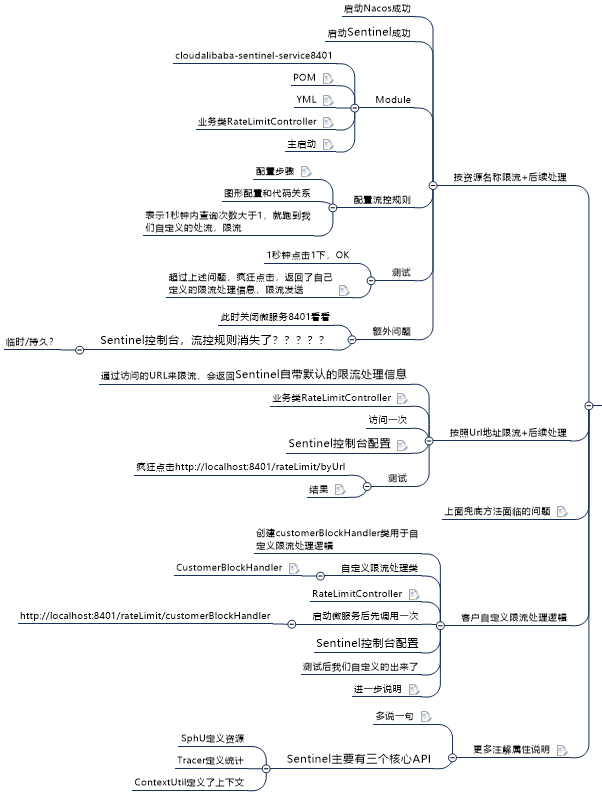 启动Nacos成功
启动Sentinel成功
cloudalibaba-sentinel-service8401
POM
YML
业务类RateLimitController
主启动
Module
配置步骤
图形配置和代码关系
表示1秒钟内查询次数大于1，就跑到我
们自定义的处流，限流
配置流控规则
1秒钟点击1下，OK
超过上述问题，疯狂点击，返回了自己
定义的限流处理信息，限流发送
测试
此时关闭微服务8401看看
临时/持久？
Sentinel控制台，流控规则消失了？？？？？
额外问题
按资源名称限流+后续处理
通过访问的URL来限流，会返回Sentinel自带默认的限流处理信息
业务类RateLimitController
访问一次
Sentinel控制台配置
疯狂点击http://localhost:8401/rateLimit/byUrl
结果
测试
按照Url地址限流+后续处理
上面兜底方法面临的问题
创建customerBlockHandler类用于自
定义限流处理逻辑
CustomerBlockHandler
自定义限流处理类
RateLimitController
http://localhost:8401/rateLimit/customerBlockHandler
启动微服务后先调用一次
Sentinel控制台配置
测试后我们自定义的出来了
进一步说明
客户自定义限流处理逻辑
多说一句
SphU定义资源
Tracer定义统计
ContextUtil定义了上下文
Sentinel主要有三个核心API
更多注解属性说明